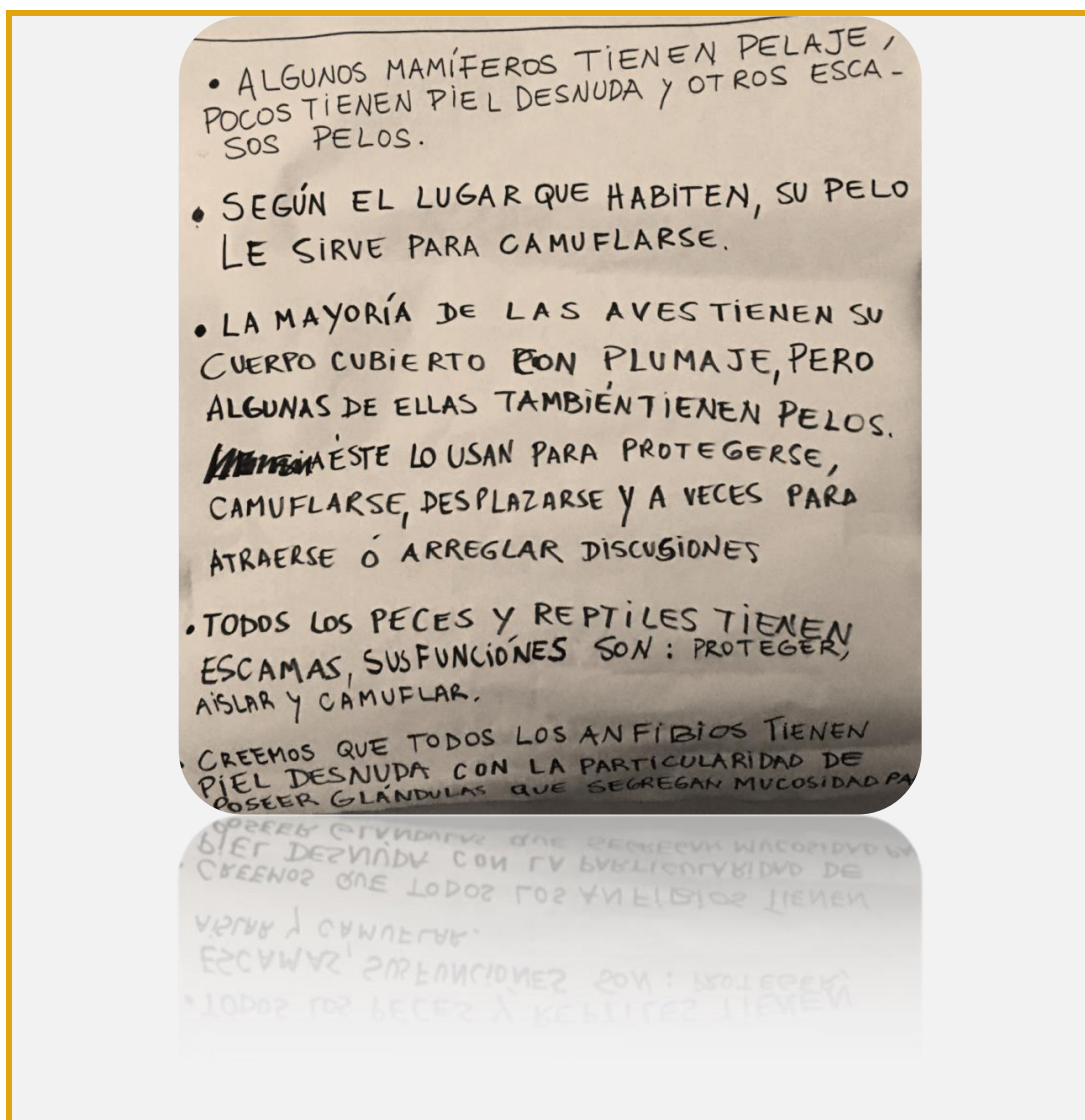 • ALGUNOS MAMÍFEROS TIENEN PELAJE,
POCOS TIENEN PIEL DESNUDA Y OTROS ESCA-
SOS PELOS.
• SEGÚN EL LUGAR QUE HABITEN, SU PELO
LE SIRVE PARA CAMUFLARSE.
• LA MAYORÍA DE LAS AVES TIENEN SU
CUERPO CUBIERTO CON PLUMAJE, PERO
ALGUNAS DE ELLAS TAMBIÉN TIENEN PELOS.
ÉSTE LO USAN PARA PROTEGERSE,
CAMUFLARSE, DESPLAZARSE Y A VECES PARA
ATRAERSE Ó ARREGLAR DISCUSIONES
• TODOS LOS PECES Y REPTILES TIENEN
ESCAMAS, SUS FUNCIÓNES SON: PROTEGER,
AISLAR Y CAMUFLAR.
• CREEMOS QUE TODOS LOS ANFIBIOS TIENEN
PIEL DESNUDA CON LA PARTICULARIDAD DE
POSEER GLÁNDULAS QUE SEGREGAN MUCOSIDAD PA